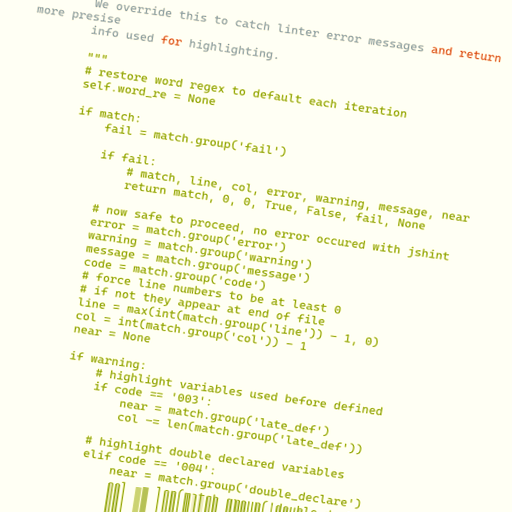 We override this to catch linter error messages and return
more presise
info used for highlighting.
"""
# restore word regex to default each iteration
self.word_re = None
if match:
fail = match.group('fail')
if fail:
# match, line, col, error, warning, message, near
return match, 0, 0, True, False, fail, None
# now safe to proceed, no error occured with jshint
error = match.group('error')
warning = match.group('warning')
message = match.group('message')
code = match.group('code')
# force line numbers to be at least 0
# if not they appear at end of file
line = max(int(match.group('line')) - 1, 0)
col = int(match.group('col')) - 1
near = None
if warning:
# highlight variables used before defined
if code == '003':
near = match.group('late_def')
col -= len(match.group('late_def'))
# highlight double declared variables
elif code == '004':
near = match.group('double_declare')